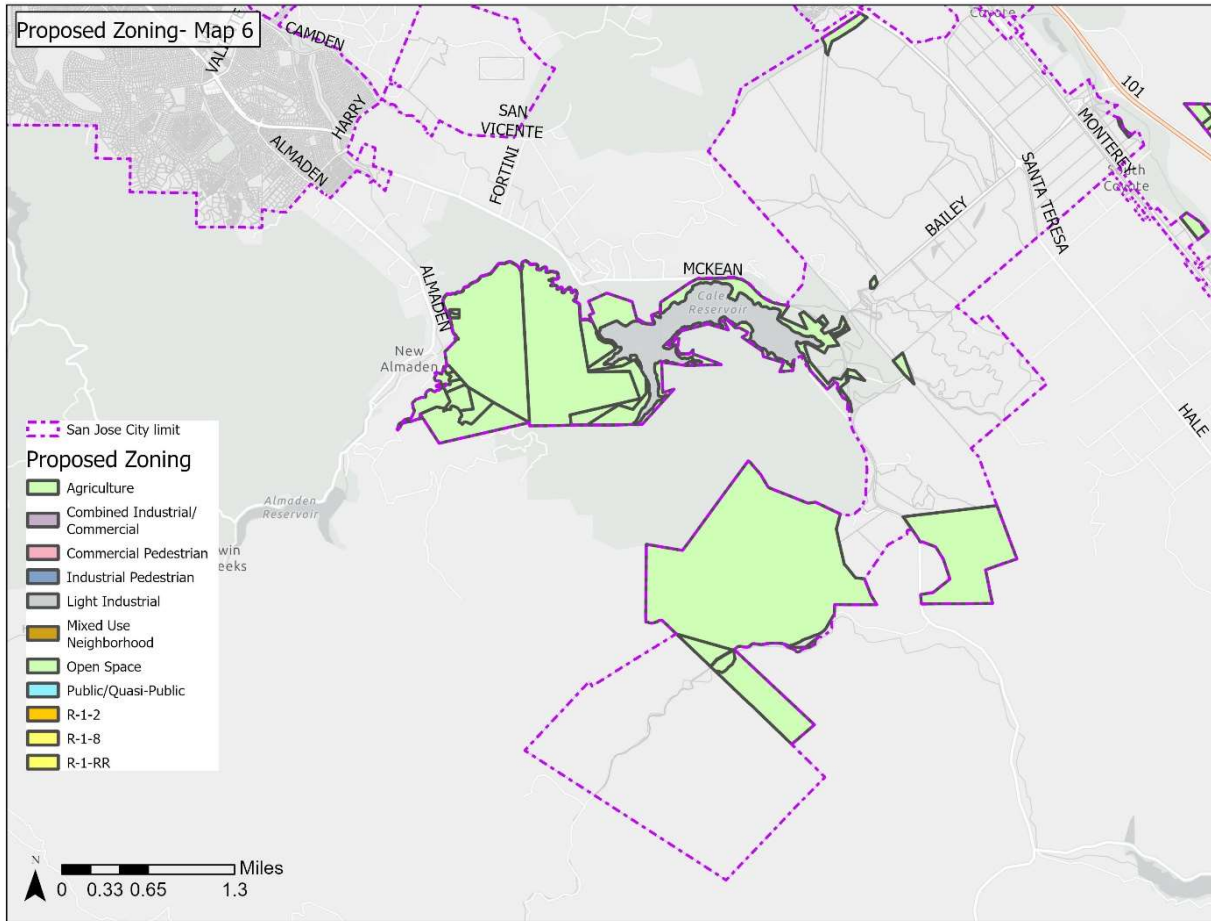 Proposed Zoning- Map 6
CAMDEN
HARRY
ALMADEN
SAN
VICENTE
FORTINI
Coyote
101
MONTEREY
South
Coyote
SANTA TERESA
BAILEY
HALE
MCKEAN
Reservoir
ALMADEN
New
Almaden
Almaden
Reservoir
San Jose City limit
Proposed Zoning
Agriculture
Combined Industrial/
Commercial
Commercial Pedestrian
Industrial Pedestrian
Light Industrial
Mixed Use
Neighborhood
Open Space
Public/Quasi-Public
R-1-2
R-1-8
R-1-RR
N
Miles
0 0.33 0.65 1.3